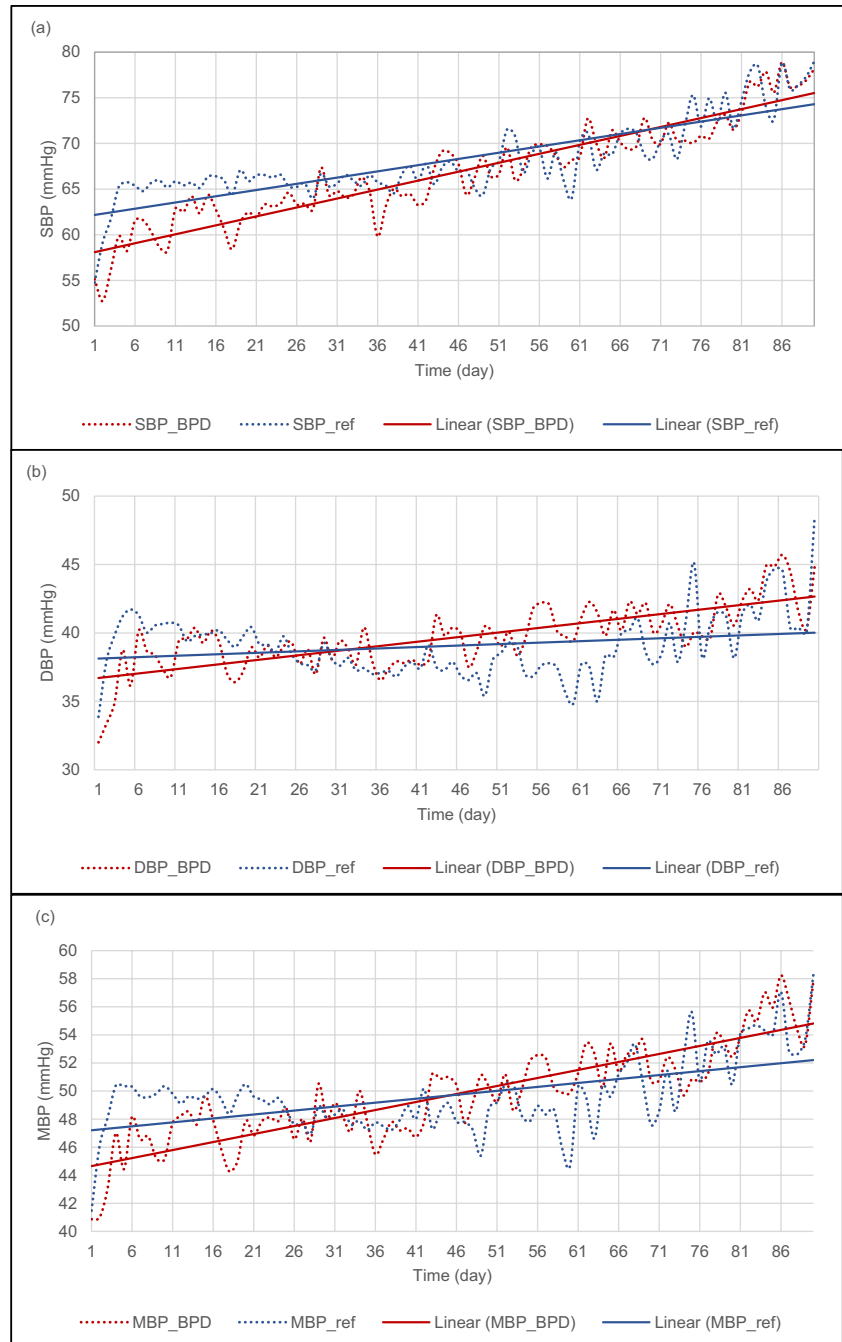 (a)
80
75
70
65
60
55
50
SBP (mmHg)
1 6 11 16 21 26 31 36 41 46 51 56 61 66 71 76 81 86
Time (day)
SBP_BPD SBP_ref Linear (SBP_BPD) Linear (SBP_ref)
(b)
50
45
40
35
30
DBP (mmHg)
1 6 11 16 21 26 31 36 41 46 51 56 61 66 71 76 81 86
Time (day)
DBP_BPD DBP_ref Linear (DBP_BPD) Linear (DBP_ref)
(c)
60
58
56
54
52
50
48
46
44
42
40
MBP (mmHg)
1 6 11 16 21 26 31 36 41 46 51 56 61 66 71 76 81 86
Time (day)
MBP_BPD MBP_ref Linear (MBP_BPD) Linear (MBP_ref)